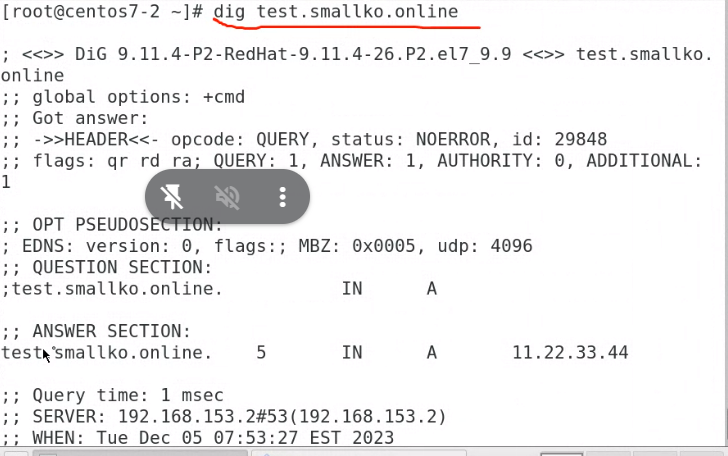 [root@centos7-2 ~]# dig test.smallko.online
; <<>> DiG 9.11.4-P2-RedHat-9.11.4-26.P2.el7_9.9 <<>> test.smallko.
online
;; global options: +cmd
;; Got answer:
;; ->>HEADER<<- opcode: QUERY, status: NOERROR, id: 29848
;; flags: qr rd ra; QUERY: 1, ANSWER: 1, AUTHORITY: 0, ADDITIONAL:
1
;; OPT PSEUDOSECTION:
; EDNS: version: 0, flags:; MBZ: 0x0005, udp: 4096
;; QUESTION SECTION:
;test.smallko.online. IN A
;; ANSWER SECTION:
test.smallko.online. 5 IN A 11.22.33.44
;; Query time: 1 msec
;; SERVER: 192.168.153.2#53(192.168.153.2)
;; WHEN: Tue Dec 05 07:53:27 EST 2023